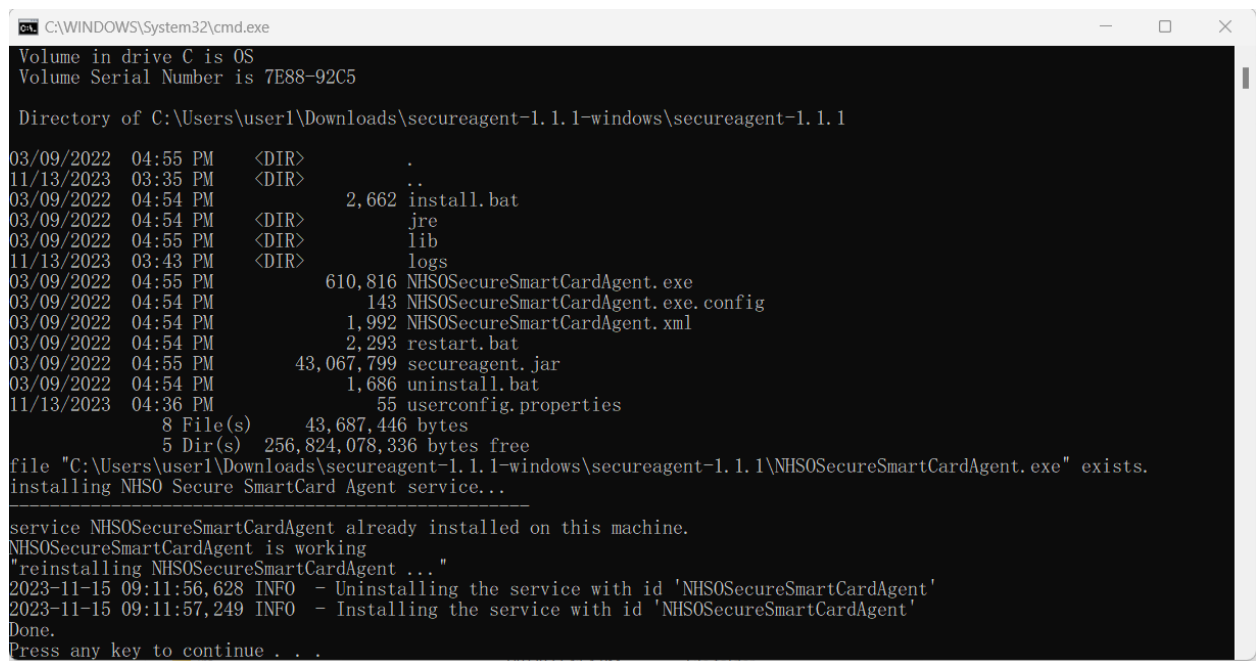 C:\WINDOWS\System32\cmd.exe
Volume in drive C is OS
Volume Serial Number is 7E88-92C5
Directory of C:\Users\user1\Downloads\secureagent-1.1.1-windows\secureagent-1.1.1
03/09/2022  04:55 PM    <DIR>          .
11/13/2023  03:35 PM    <DIR>          ..
03/09/2022  04:54 PM             2,662 install.bat
03/09/2022  04:54 PM    <DIR>          jre
03/09/2022  04:55 PM    <DIR>          lib
11/13/2023  03:43 PM    <DIR>          logs
03/09/2022  04:55 PM           610,816 NHSOSecureSmartCardAgent.exe
03/09/2022  04:54 PM               143 NHSOSecureSmartCardAgent.exe.config
03/09/2022  04:54 PM             1,992 NHSOSecureSmartCardAgent.xml
03/09/2022  04:54 PM             2,293 restart.bat
03/09/2022  04:55 PM        43,067,799 secureagent.jar
03/09/2022  04:54 PM             1,686 uninstall.bat
11/13/2023  04:36 PM                55 userconfig.properties
8 File(s)     43,687,446 bytes
5 Dir(s)  256,824,078,336 bytes free
file "C:\Users\user1\Downloads\secureagent-1.1.1-windows\secureagent-1.1.1\NHSOSecureSmartCardAgent.exe" exists.
installing NHSO Secure SmartCard Agent service...
---------------------------------------------------
service NHSOSecureSmartCardAgent already installed on this machine.
NHSOSecureSmartCardAgent is working
"reinstalling NHSOSecureSmartCardAgent ..."
2023-11-15 09:11:56,628 INFO  - Uninstalling the service with id 'NHSOSecureSmartCardAgent'
2023-11-15 09:11:57,249 INFO  - Installing the service with id 'NHSOSecureSmartCardAgent'
Done.
Press any key to continue . . .